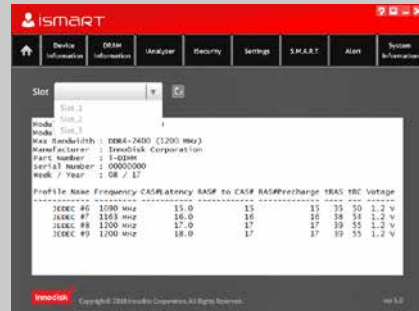 ismart
Device Information
DRAM Information
iAnalyzer
iSecurity
Settings
S.M.A.R.T
Alert
System Information
Slot
Slot_1
Slot_2
Slot_3
Modu
Modu
Max Bandwidth : DDR4-2400 (1200 MHz)
Manufacturer : InnoDisk Corporation
Part Number : T-DIMM
Serial Number : 00000000
Week / Year : 08 / 17
Profile Name Frequency CAS#Latency RAS# to CAS# RAS#Precharge tRAS tRC Votage
JEDEC #6 1090 MHz 15.0 15 15 35 50 1.2 V
JEDEC #7 1163 MHz 16.0 16 16 38 54 1.2 V
JEDEC #8 1200 MHz 17.0 17 17 39 55 1.2 V
JEDEC #9 1200 MHz 18.0 17 17 39 55 1.2 V
innodisk
Copyright© 2018 Innodisk Corporation. All Rights Reserved.
ver 5.0